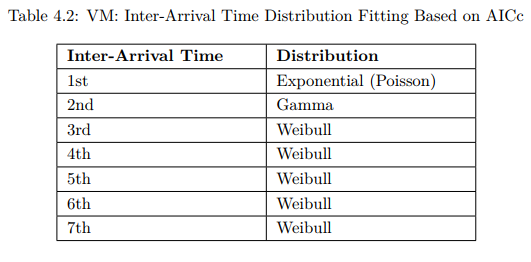 Table 4.2: VM: Inter-Arrival Time Distribution Fitting Based on AICc
Inter-Arrival Time Distribution
1st Exponential (Poisson)
2nd Gamma
3rd Weibull
4th Weibull
5th Weibull
6th Weibull
7th Weibull